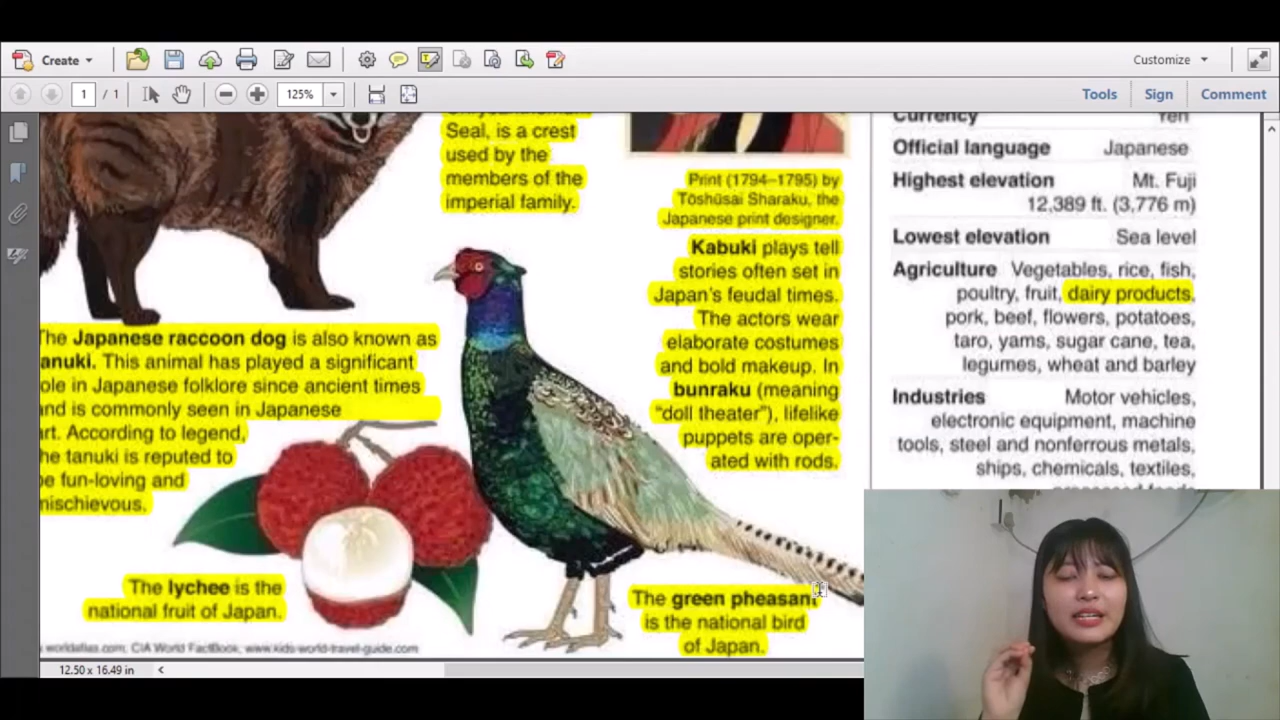 Create
Customize
1 / 1
125%
Tools
Sign
Comment
Seal, is a crest
used by the
members of the
imperial family.
Print (1794–1795) by
Tōshūsai Sharaku, the
Japanese print designer.
Kabuki plays tell
stories often set in
Japan's feudal times.
The actors wear
elaborate costumes
and bold makeup. In
bunraku (meaning
"doll theater"), lifelike
puppets are oper-
ated with rods.
The Japanese raccoon dog is also known as
anuki. This animal has played a significant
ole in Japanese folklore since ancient times
and is commonly seen in Japanese
rt. According to legend,
he tanuki is reputed to
be fun-loving and
mischievous.
The lychee is the
national fruit of Japan.
The green pheasant
is the national bird
of Japan.
worldatlas.com; CIA World FactBook; www.kids-world-travel-guide.com
Currency Yen
Official language Japanese
Highest elevation Mt. Fuji
12,389 ft. (3,776 m)
Lowest elevation Sea level
Agriculture Vegetables, rice, fish,
poultry, fruit, dairy products,
pork, beef, flowers, potatoes,
taro, yams, sugar cane, tea,
legumes, wheat and barley
Industries Motor vehicles,
electronic equipment, machine
tools, steel and nonferrous metals,
ships, chemicals, textiles,
12.50 x 16.49 in